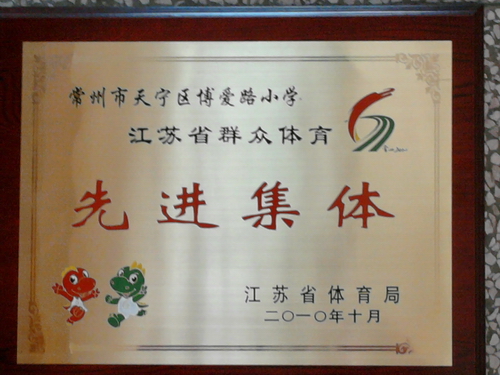 常州市天宁区博爱路小学
江苏省群众体育
先进集体
江苏省体育局
二〇一〇年十月